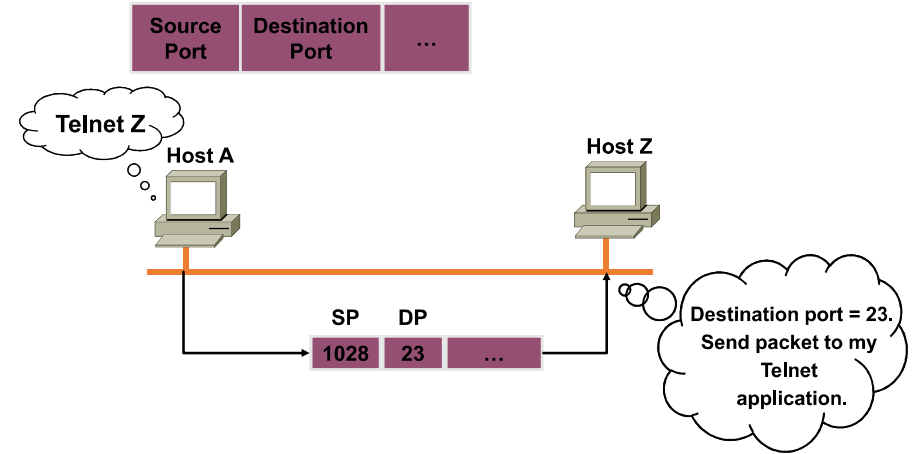 Source
Port
Destination
Port
...
Telnet Z
Host A
Host Z
SP
DP
1028
23
...
Destination port = 23.
Send packet to my
Telnet
application.